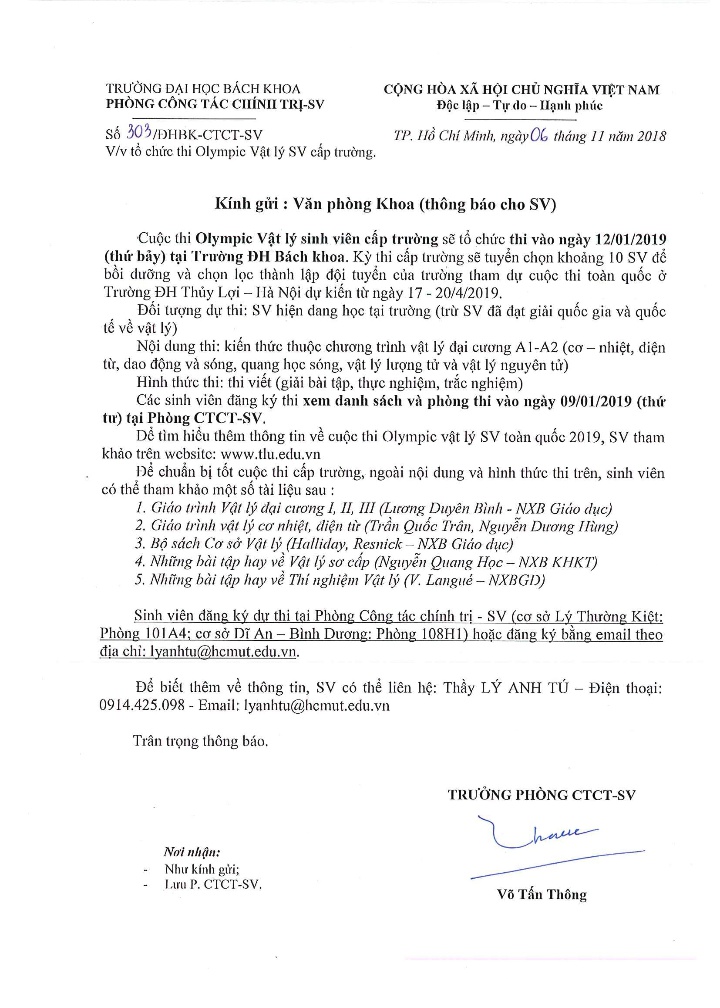 TRƯỜNG ĐẠI HỌC BÁCH KHOA
PHÒNG CÔNG TÁC CHÍNH TRỊ-SV
CỘNG HÒA XÃ HỘI CHỦ NGHĨA VIỆT NAM
Độc lập – Tự do – Hạnh phúc
Số 303/ĐHBK-CTCT-SV
V/v tổ chức thi Olympic Vật lý SV cấp trường.
TP. Hồ Chí Minh, ngày 06 tháng 11 năm 2018
Kính gửi : Văn phòng Khoa (thông báo cho SV)
Cuộc thi Olympic Vật lý sinh viên cấp trường sẽ tổ chức thi vào ngày 12/01/2019
(thứ bảy) tại Trường ĐH Bách khoa. Kỳ thi cấp trường sẽ tuyển chọn khoảng 10 SV để
bồi dưỡng và chọn lọc thành lập đội tuyển của trường tham dự cuộc thi toàn quốc ở
Trường ĐH Thủy Lợi – Hà Nội dự kiến từ ngày 17 - 20/4/2019.
Đối tượng dự thi: SV hiện đang học tại trường (trừ SV đã đạt giải quốc gia và quốc
tế về vật lý)
Nội dung thi: kiến thức thuộc chương trình vật lý đại cương A1-A2 (cơ – nhiệt, điện
từ, dao động và sóng, quang học sóng, vật lý lượng tử và vật lý nguyên tử)
Hình thức thi: thi viết (giải bài tập, thực nghiệm, trắc nghiệm)
Các sinh viên đăng ký thi xem danh sách và phòng thi vào ngày 09/01/2019 (thứ
tư) tại Phòng CTCT-SV.
Để tìm hiểu thêm thông tin về cuộc thi Olympic vật lý SV toàn quốc 2019, SV tham
khảo trên website: www.tlu.edu.vn
Để chuẩn bị tốt cuộc thi cấp trường, ngoài nội dung và hình thức thi trên, sinh viên
có thể tham khảo một số tài liệu sau :
1. Giáo trình Vật lý đại cương I, II, III (Lương Duyên Bình - NXB Giáo dục)
2. Giáo trình vật lý cơ nhiệt, điện từ (Trần Quốc Trân, Nguyễn Dương Hùng)
3. Bộ sách Cơ sở Vật lý (Halliday, Resnick – NXB Giáo dục)
4. Những bài tập hay về Vật lý sơ cấp (Nguyễn Quang Học – NXB KHKT)
5. Những bài tập hay về Thí nghiệm Vật lý (V. Langué – NXBGD)
Sinh viên đăng ký dự thi tại Phòng Công tác chính trị - SV (cơ sở Lý Thường Kiệt:
Phòng 101A4; cơ sở Dĩ An – Bình Dương: Phòng 108H1) hoặc đăng ký bằng email theo
địa chỉ: lyanhtu@hcmut.edu.vn.
Để biết thêm về thông tin, SV có thể liên hệ: Thầy LÝ ANH TÚ – Điện thoại:
0914.425.098 - Email: lyanhtu@hcmut.edu.vn
Trân trọng thông báo.
TRƯỞNG PHÒNG CTCT-SV
Nơi nhận:
- Như kính gửi;
- Lưu P. CTCT-SV.
Võ Tấn Thông